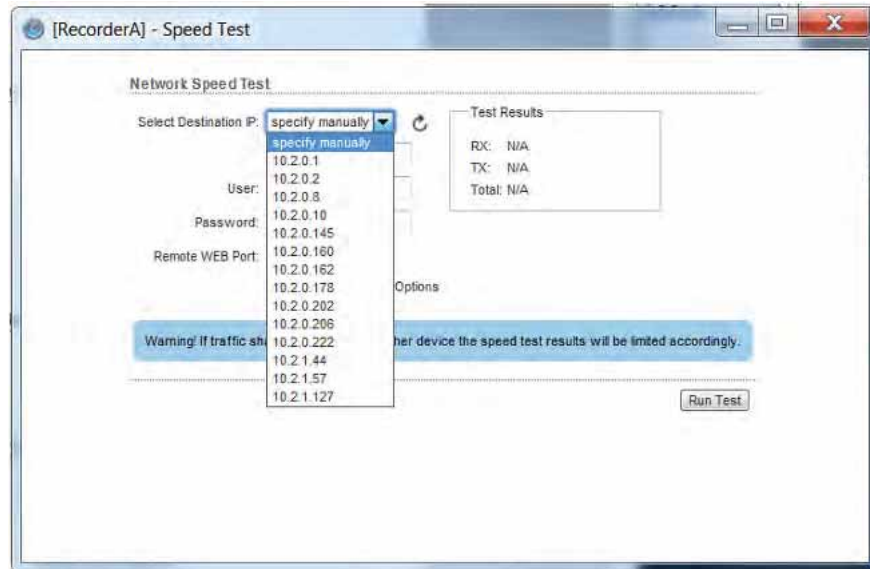 [RecorderA] - Speed Test
Network Speed Test
Select Destination IP: specify manually
specify manually
10.2.0.1
10.2.0.2
10.2.0.8
10.2.0.10
10.2.0.145
10.2.0.160
10.2.0.162
10.2.0.178
10.2.0.202
10.2.0.206
10.2.0.222
10.2.1.44
10.2.1.57
10.2.1.127
User:
Password:
Remote WEB Port:
Options
Test Results
RX: N/A
TX: N/A
Total: N/A
Warning! If traffic sha her device the speed test results will be limited accordingly.
Run Test